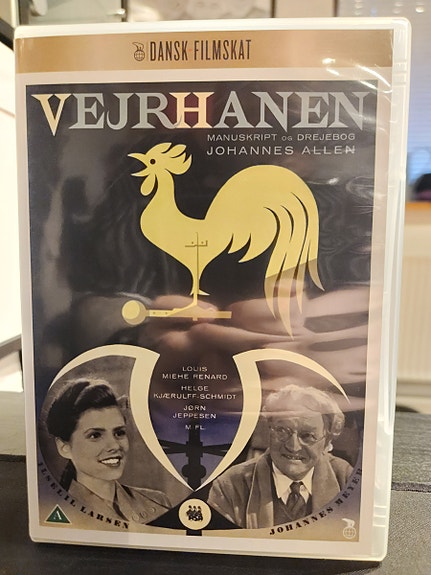 DANSK FILMSKAT
VEJRHANEN
MANUSKRIPT OG DREJEBOG
JOHANNES ALLEN
LOUIS
MIEHE RENARD
HELGE
KJÆRULFF-SCHMIDT
JØRN
JEPPESEN
M.FL.
LARSEN
JOHANNES MEYER
A